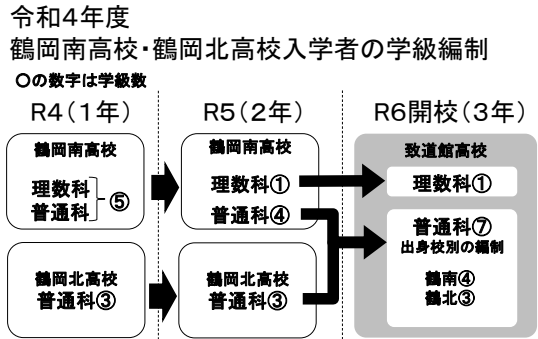 令和4年度
鶴岡南高校・鶴岡北高校入学者の学級編制
〇の数字は学級数
R4(1年)
R5(2年)
R6開校(3年)
鶴岡南高校
理数科
普通科
⑤
鶴岡北高校
普通科③
鶴岡南高校
理数科①
普通科④
鶴岡北高校
普通科③
致道館高校
理数科①
普通科⑦
出身校別の編制
鶴南④
鶴北③